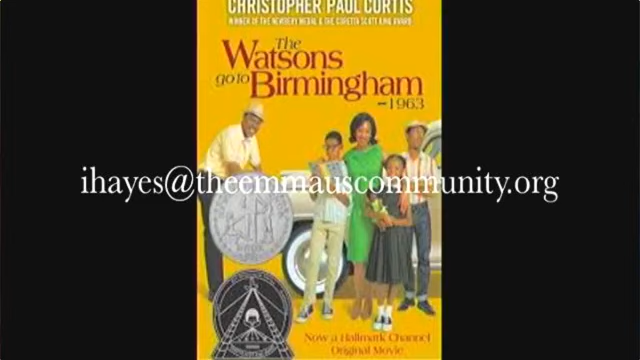 CHRISTOPHER PAUL CURTIS
WINNER OF THE NEWBERY MEDAL & THE CORETTA SCOTT KING AWARD
The
Watsons
go to Birmingham
–1963
ihayes@theemmauscommunity.org
Now a Hallmark Channel
Original Movie